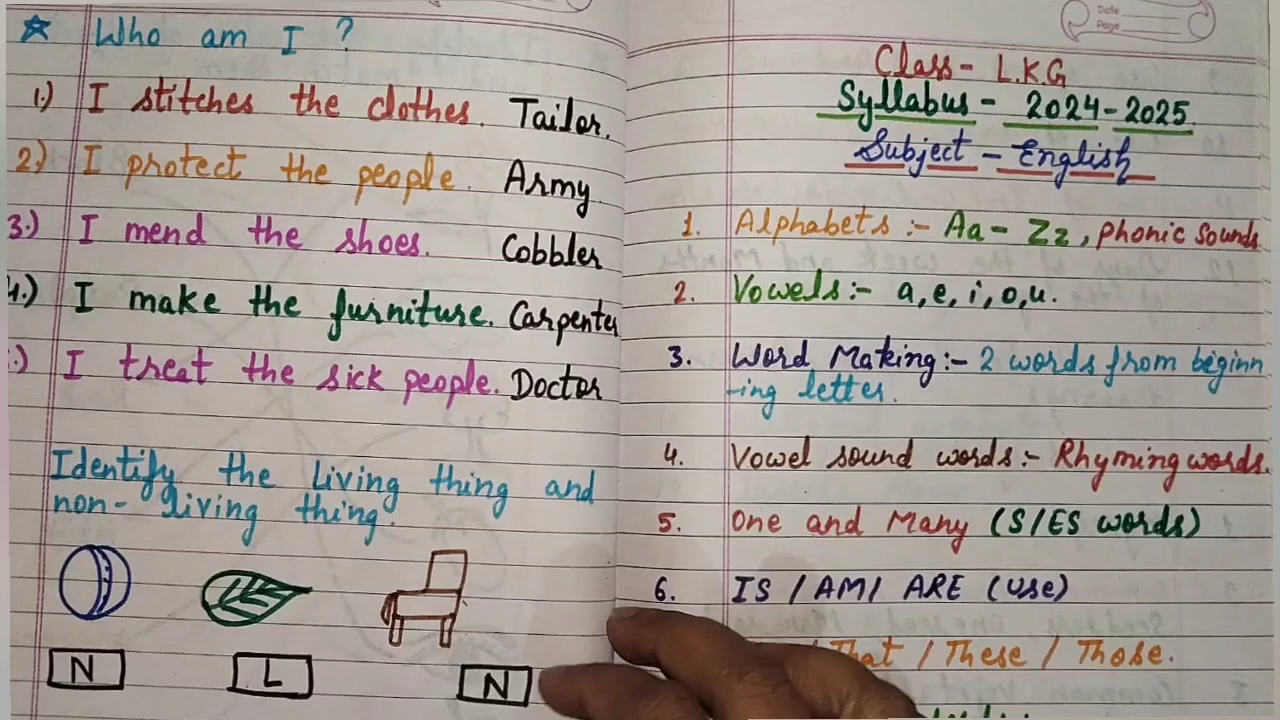 ☆ Who am I ?
1) I stitches the clothes. Tailor.
2) I protect the people. Army
3.) I mend the shoes. Cobbler
4.) I make the furniture. Carpenter
.) I treat the sick people. Doctor
Identify the living thing and
non-living thing.
N L N
Date
Page
Class - L.K.G
Syllabus - 2024-2025.
Subject - English
1. Alphabets :- Aa - Zz, phonic sounds
2. Vowels :- a, e, i, o, u.
3. Word Making :- 2 words from beginn
-ing letter.
4. Vowel sound words :- Rhyming words.
5. One and Many (S/ES words)
6. IS / AM / ARE (use)
/ That / These / Those.